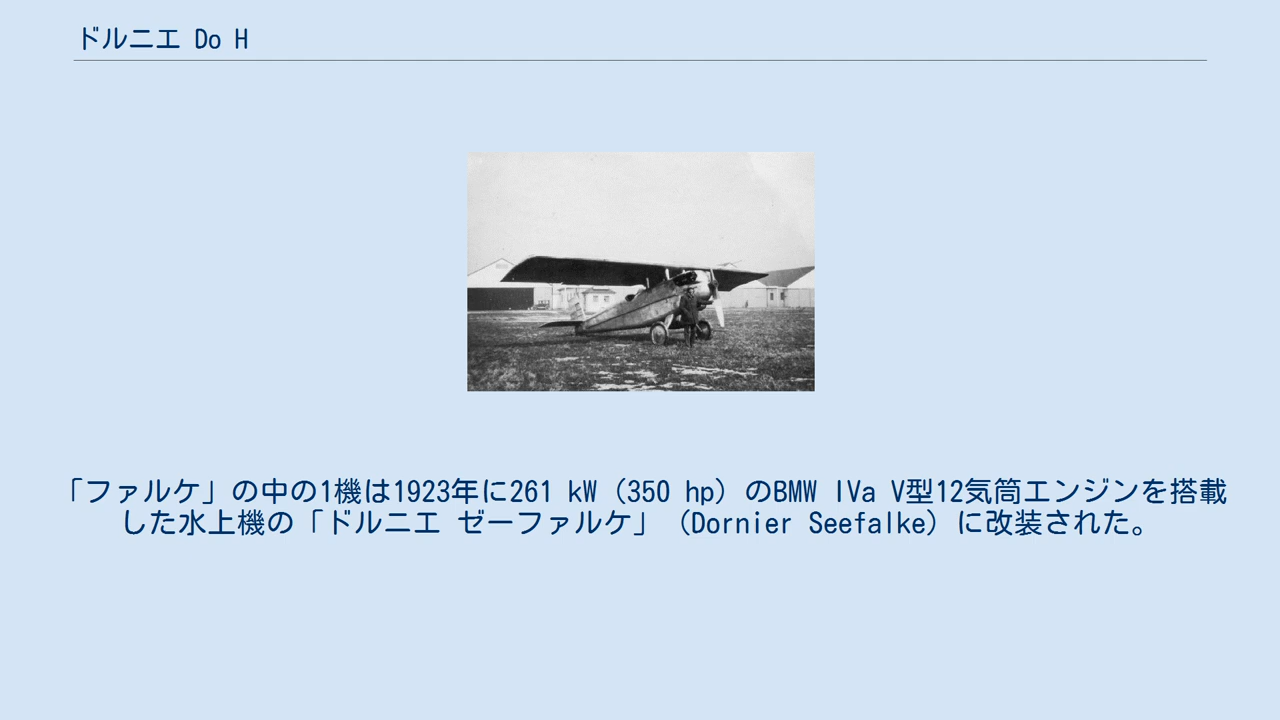 ドルニエ Do H
「ファルケ」の中の1機は1923年に261 kW（350 hp）のBMW IVa V型12気筒エンジンを搭載
した水上機の「ドルニエ ゼーファルケ」（Dornier Seefalke）に改装された。